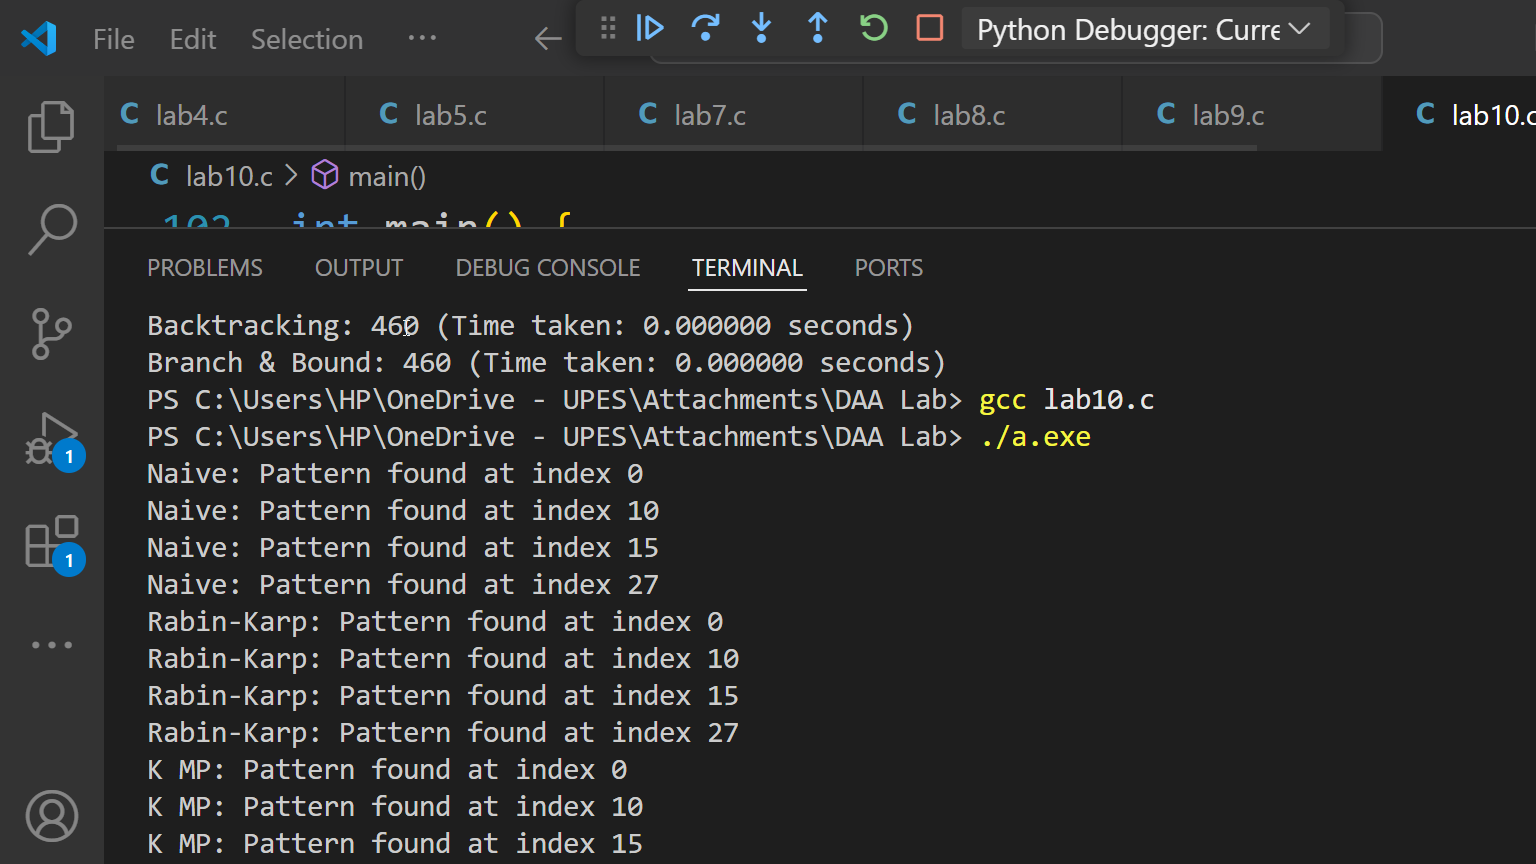 File Edit Selection ... Python Debugger: Curre
lab4.c lab5.c lab7.c lab8.c lab9.c lab10.c
lab10.c > main()
102 int main() {
PROBLEMS OUTPUT DEBUG CONSOLE TERMINAL PORTS
Backtracking: 460 (Time taken: 0.000000 seconds)
Branch & Bound: 460 (Time taken: 0.000000 seconds)
PS C:\Users\HP\OneDrive - UPES\Attachments\DAA Lab> gcc lab10.c
PS C:\Users\HP\OneDrive - UPES\Attachments\DAA Lab> ./a.exe
Naive: Pattern found at index 0
Naive: Pattern found at index 10
Naive: Pattern found at index 15
Naive: Pattern found at index 27
Rabin-Karp: Pattern found at index 0
Rabin-Karp: Pattern found at index 10
Rabin-Karp: Pattern found at index 15
Rabin-Karp: Pattern found at index 27
K MP: Pattern found at index 0
K MP: Pattern found at index 10
K MP: Pattern found at index 15
1
1